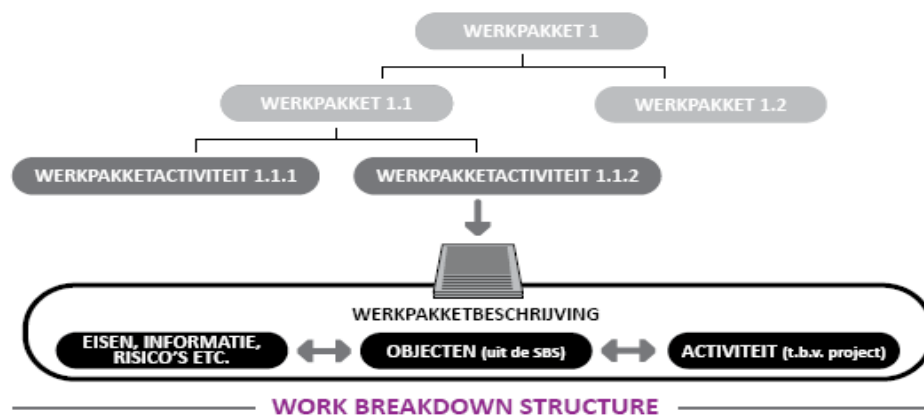 WERKPAKKET 1
WERKPAKKET 1.1
WERKPAKKET 1.2
WERKPAKKETACTIVITEIT 1.1.1
WERKPAKKETACTIVITEIT 1.1.2
WERKPAKKETBESCHRIJVING
EISEN, INFORMATIE,
RISICO'S ETC.
OBJECTEN (uit de SBS)
ACTIVITEIT (t.b.v. project)
WORK BREAKDOWN STRUCTURE